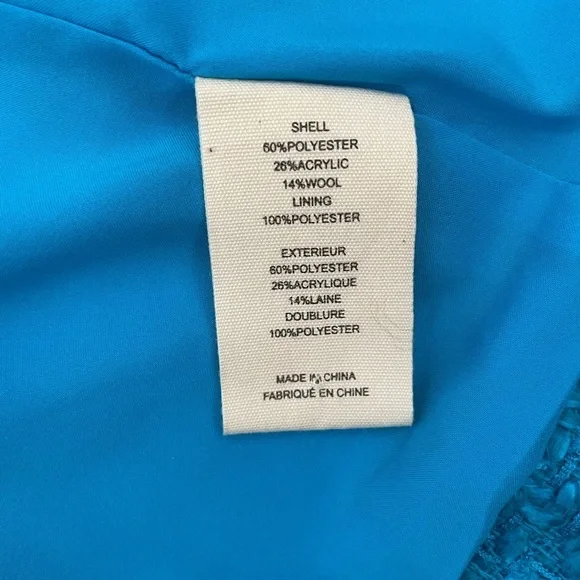 SHELL
60%POLYESTER
26%ACRYLIC
14%WOOL
LINING
100%POLYESTER
EXTERIEUR
60%POLYESTER
26%ACRYLIQUE
14%LAINE
DOUBLURE
100%POLYESTER
MADE IN CHINA
FABRIQUÉ EN CHINE